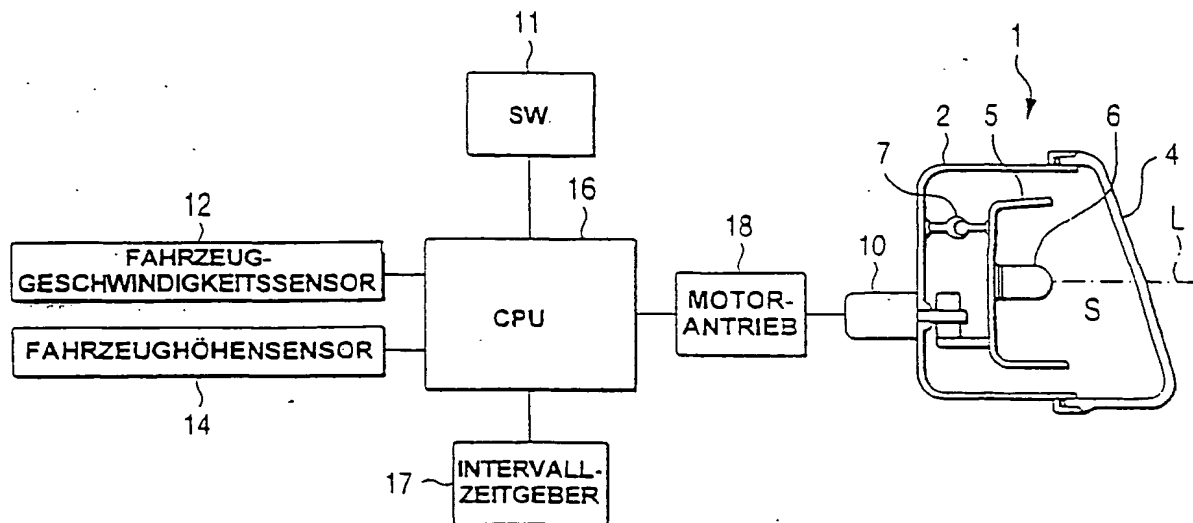 11
SW.
1
2
5
6
7
4
12
FAHRZEUG-
GESCHWINDIGKEITSSENSOR
16
CPU
18
MOTOR-
ANTRIEB
10
L
S
FAHRZEUGHÖHENSENSOR
14
17
INTERVALL-
ZEITGEBER